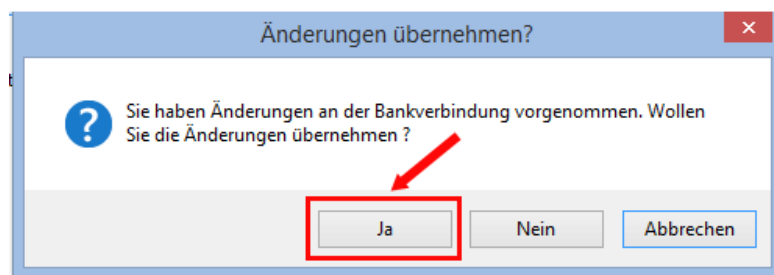 Änderungen übernehmen?
Sie haben Änderungen an der Bankverbindung vorgenommen. Wollen
Sie die Änderungen übernehmen ?
Ja
Nein
Abbrechen